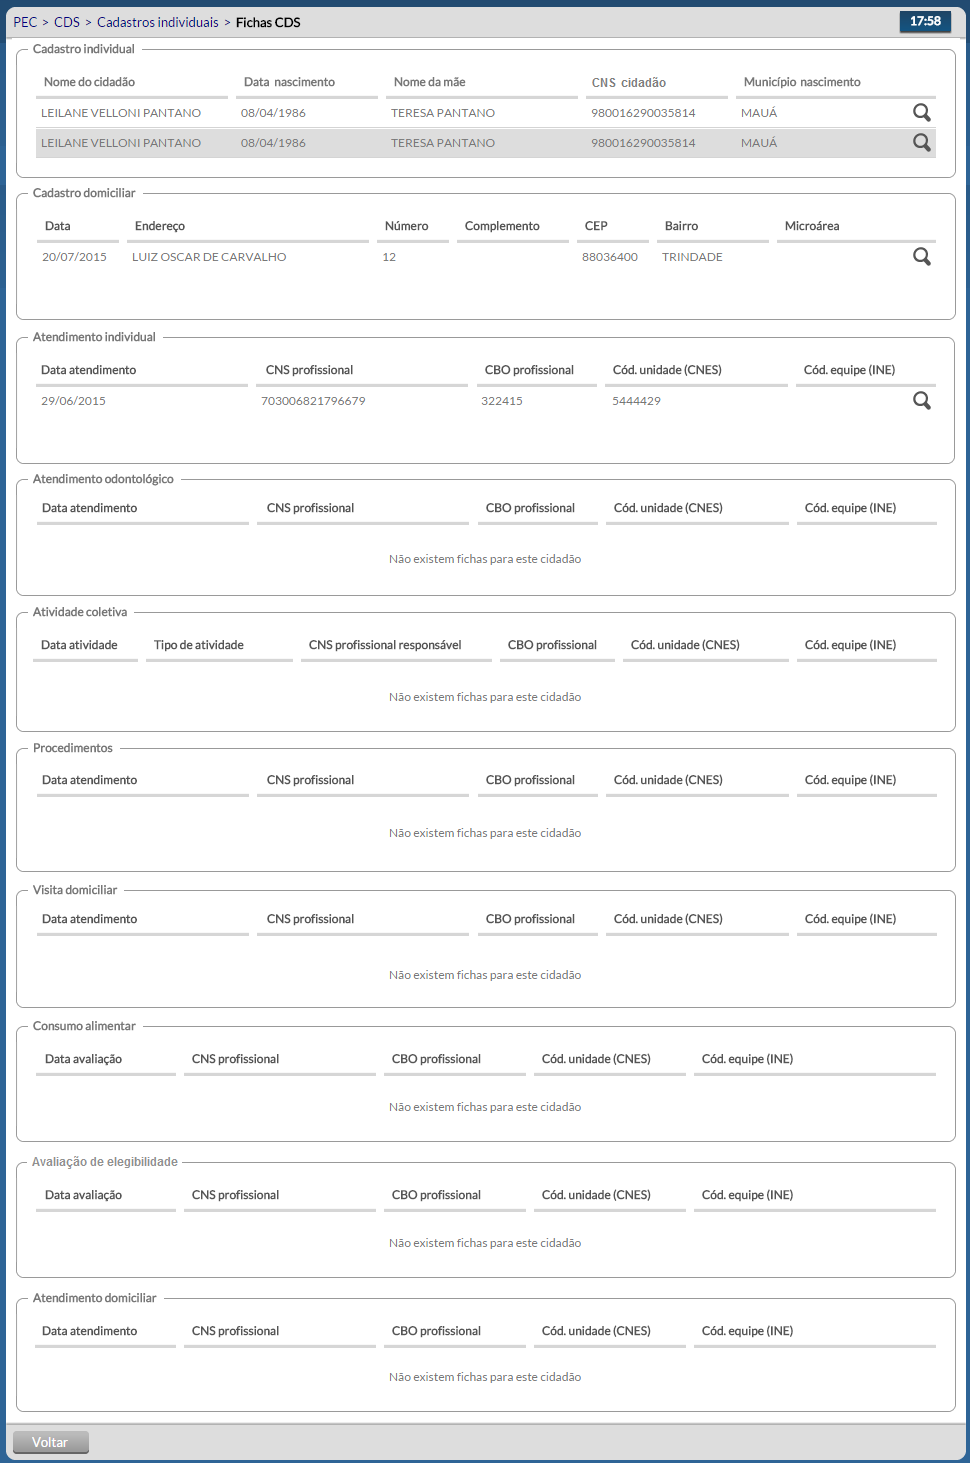 PEC > CDS > Cadastros individuais > Fichas CDS 17:58
Cadastro individual
Nome do cidadão Data nascimento Nome da mãe CNS cidadão Município nascimento
LEILANE VELLONI PANTANO 08/04/1986 TERESA PANTANO 980016290035814 MAUÁ
LEILANE VELLONI PANTANO 08/04/1986 TERESA PANTANO 980016290035814 MAUÁ
Cadastro domiciliar
Data Endereço Número Complemento CEP Bairro Microárea
20/07/2015 LUIZ OSCAR DE CARVALHO 12 88036400 TRINDADE
Atendimento individual
Data atendimento CNS profissional CBO profissional Cód. unidade (CNES) Cód. equipe (INE)
29/06/2015 703006821796679 322415 5444429
Atendimento odontológico
Data atendimento CNS profissional CBO profissional Cód. unidade (CNES) Cód. equipe (INE)
Não existem fichas para este cidadão
Atividade coletiva
Data atividade Tipo de atividade CNS profissional responsável CBO profissional Cód. unidade (CNES) Cód. equipe (INE)
Não existem fichas para este cidadão
Procedimentos
Data atendimento CNS profissional CBO profissional Cód. unidade (CNES) Cód. equipe (INE)
Não existem fichas para este cidadão
Visita domiciliar
Data atendimento CNS profissional CBO profissional Cód. unidade (CNES) Cód. equipe (INE)
Não existem fichas para este cidadão
Consumo alimentar
Data avaliação CNS profissional CBO profissional Cód. unidade (CNES) Cód. equipe (INE)
Não existem fichas para este cidadão
Avaliação de elegibilidade
Data avaliação CNS profissional CBO profissional Cód. unidade (CNES) Cód. equipe (INE)
Não existem fichas para este cidadão
Atendimento domiciliar
Data atendimento CNS profissional CBO profissional Cód. unidade (CNES) Cód. equipe (INE)
Não existem fichas para este cidadão
Voltar